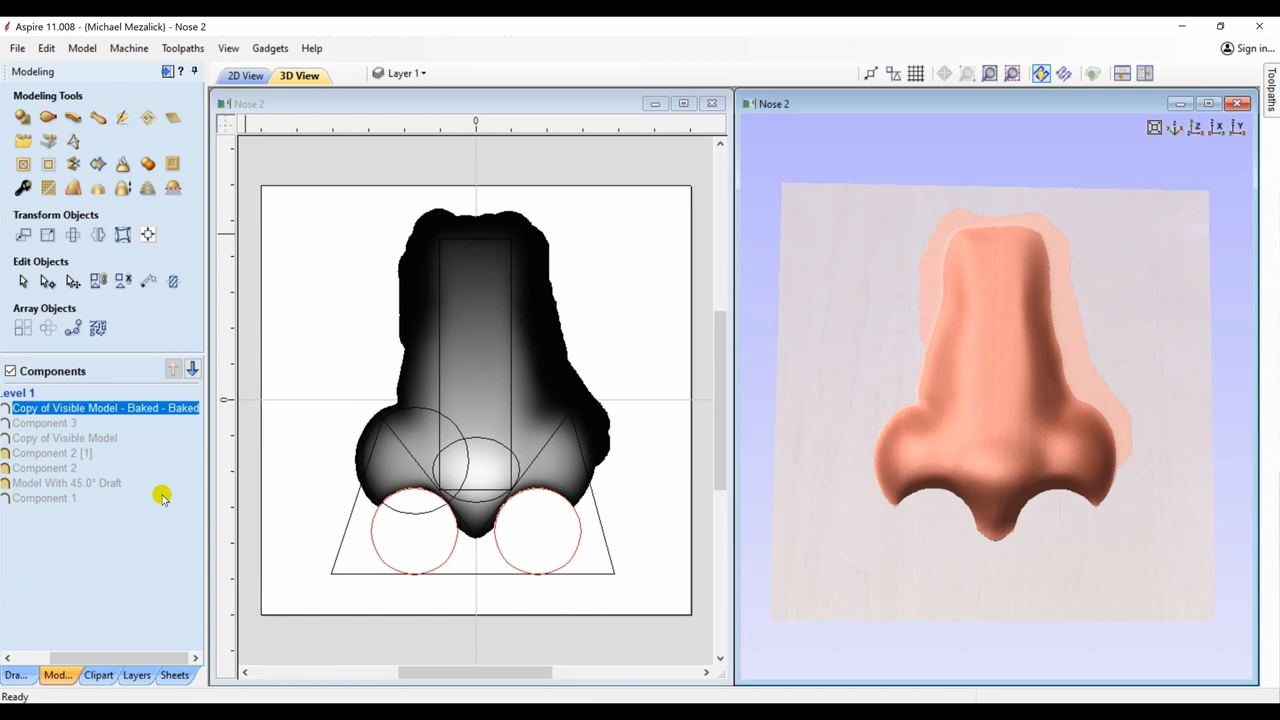 Aspire 11.008 - {Michael Mezalick} - Nose 2
File Edit Model Machine Toolpaths View Gadgets Help
Sign in...
Modeling
?
2D View
3D View
Layer 1
Toolpaths
Modeling Tools
Nose 2
Nose 2
0
Z X Y
Transform Objects
Edit Objects
Array Objects
Components
evel 1
Copy of Visible Model - Baked - Baked
0
Component 3
Copy of Visible Model
Component 2 [1]
Component 2
Model With 45.0° Draft
Component 1
Dra... Mod... Clipart Layers Sheets
Ready